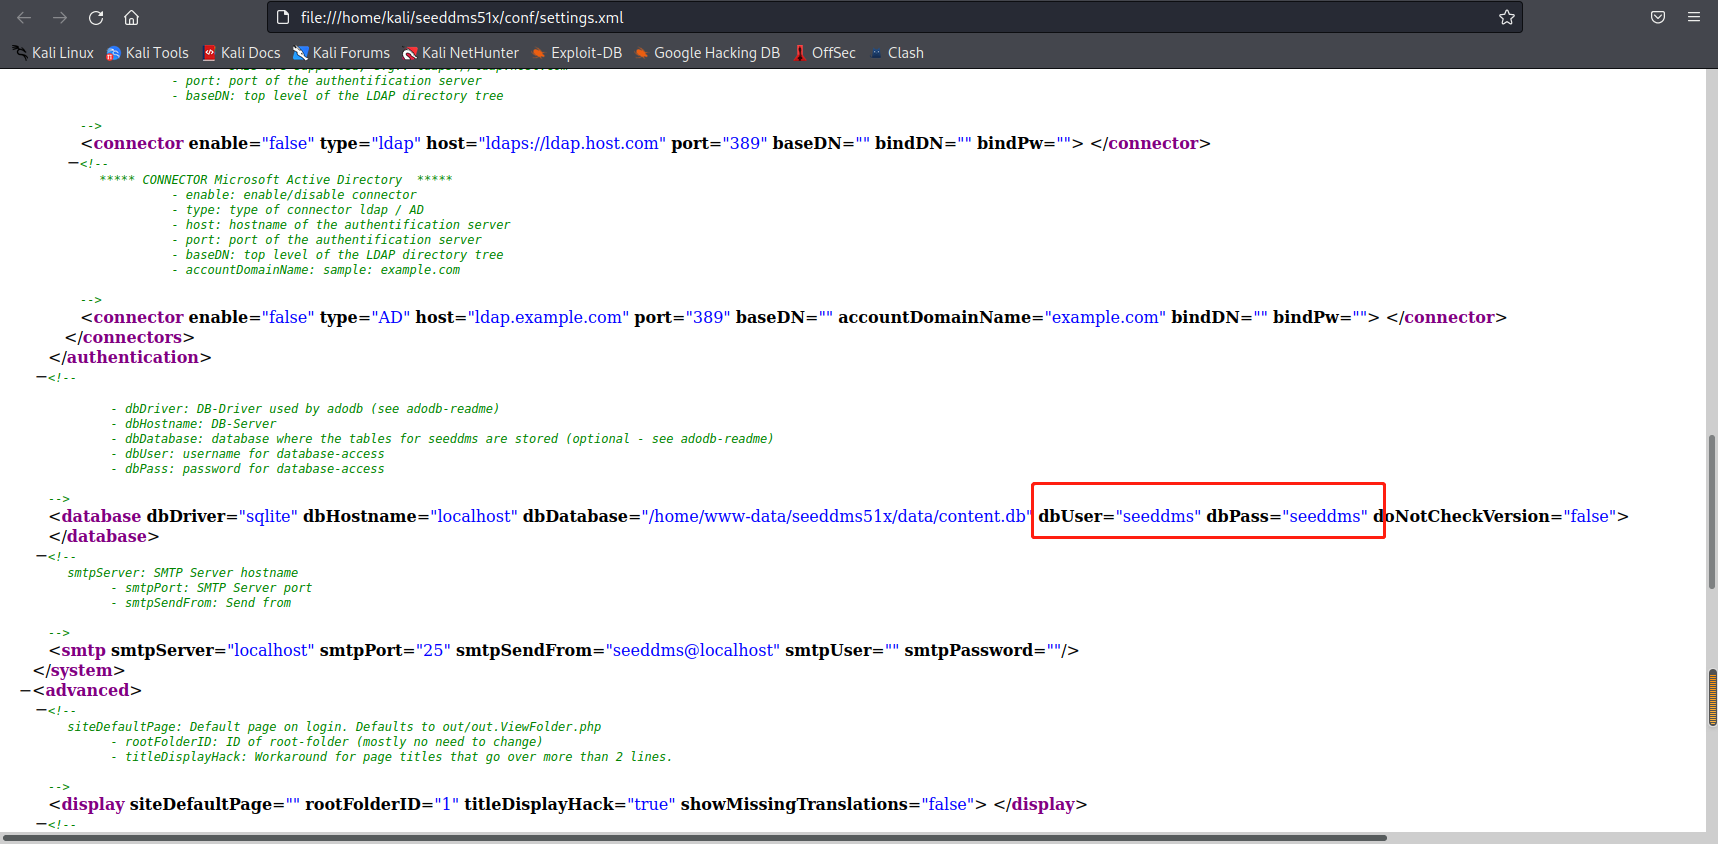 file:///home/kali/seeddms51x/conf/settings.xml
Kali Linux Kali Tools Kali Docs Kali Forums Kali NetHunter Exploit-DB Google Hacking DB OffSec Clash
- port: port of the authentification server
- baseDN: top level of the LDAP directory tree
-->
<connector enable="false" type="ldap" host="ldaps://ldap.host.com" port="389" baseDN="" bindDN="" bindPw=""> </connector>
−<!--
***** CONNECTOR Microsoft Active Directory  *****
- enable: enable/disable connector
- type: type of connector ldap / AD
- host: hostname of the authentification server
- port: port of the authentification server
- baseDN: top level of the LDAP directory tree
- accountDomainName: sample: example.com
-->
<connector enable="false" type="AD" host="ldap.example.com" port="389" baseDN="" accountDomainName="example.com" bindDN="" bindPw=""> </connector>
</connectors>
</authentication>
−<!--
- dbDriver: DB-Driver used by adodb (see adodb-readme)
- dbHostname: DB-Server
- dbDatabase: database where the tables for seeddms are stored (optional - see adodb-readme)
- dbUser: username for database-access
- dbPass: password for database-access
-->
<database dbDriver="sqlite" dbHostname="localhost" dbDatabase="/home/www-data/seeddms51x/data/content.db" dbUser="seeddms" dbPass="seeddms" doNotCheckVersion="false">
</database>
−<!--
smtpServer: SMTP Server hostname
- smtpPort: SMTP Server port
- smtpSendFrom: Send from
-->
<smtp smtpServer="localhost" smtpPort="25" smtpSendFrom="seeddms@localhost" smtpUser="" smtpPassword=""/>
</system>
−<advanced>
−<!--
siteDefaultPage: Default page on login. Defaults to out/out.ViewFolder.php
- rootFolderID: ID of root-folder (mostly no need to change)
- titleDisplayHack: Workaround for page titles that go over more than 2 lines.
-->
<display siteDefaultPage="" rootFolderID="1" titleDisplayHack="true" showMissingTranslations="false"> </display>
−<!--